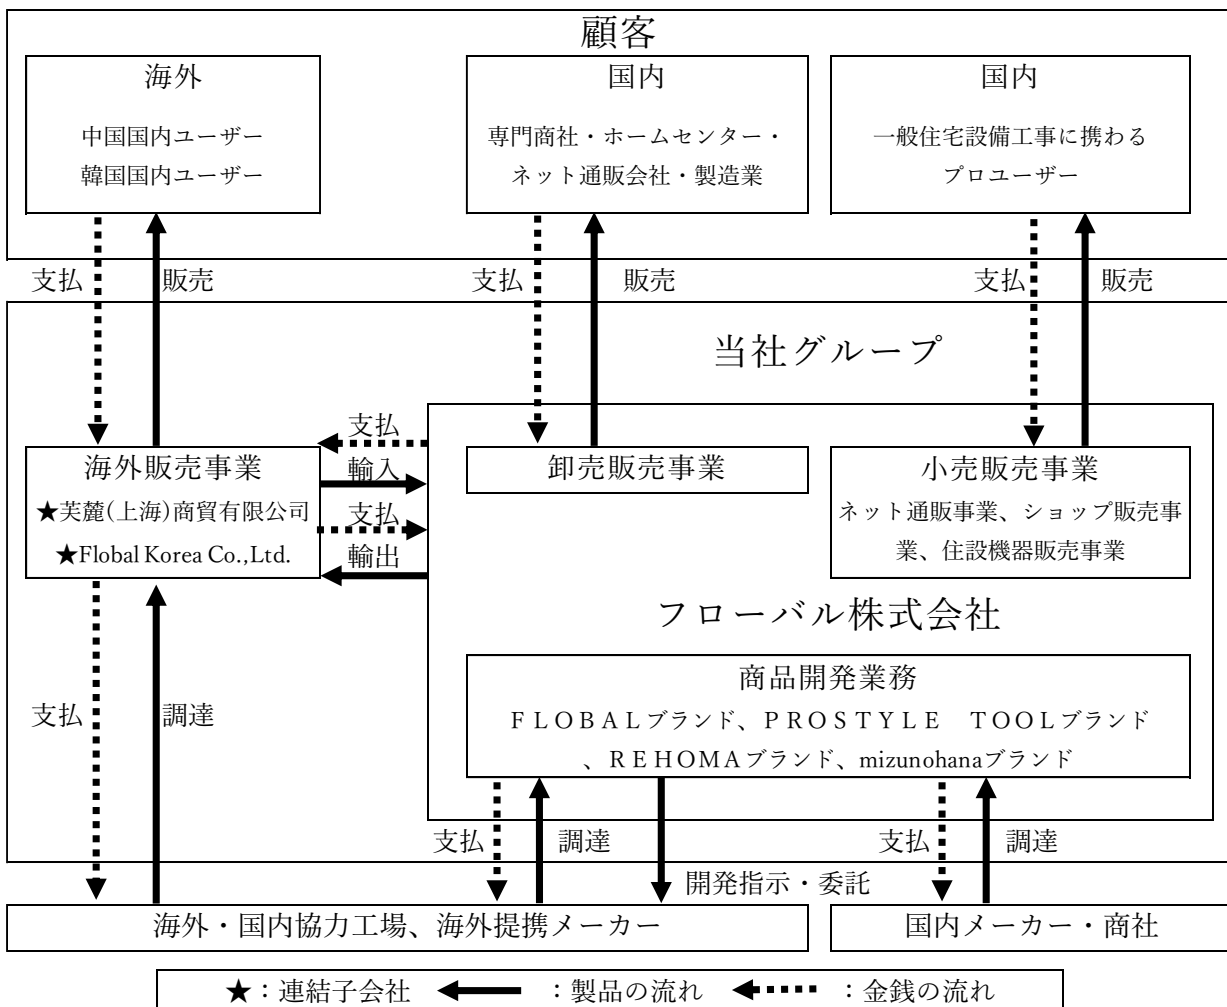 顧客
海外
中国国内ユーザー
韓国国内ユーザー
国内
専門商社・ホームセンター・
ネット通販会社・製造業
国内
一般住宅設備工事に携わる
プロユーザー
支払
販売
支払
販売
支払
販売
当社グループ
海外販売事業
★芙麓(上海)商貿有限公司
★Flobal Korea Co.,Ltd.
支払
輸入
支払
輸出
卸売販売事業
小売販売事業
ネット通販事業、ショップ販売事
業、住設機器販売事業
フローバル株式会社
商品開発業務
ＦＬＯＢＡＬブランド、ＰＲＯＳＴＹＬＥ　ＴＯＯＬブランド
、ＲＥＨＯＭＡブランド、mizunohanaブランド
支払
調達
支払
調達
開発指示・委託
支払
調達
海外・国内協力工場、海外提携メーカー
国内メーカー・商社
★：連結子会社 ：製品の流れ ：金銭の流れ